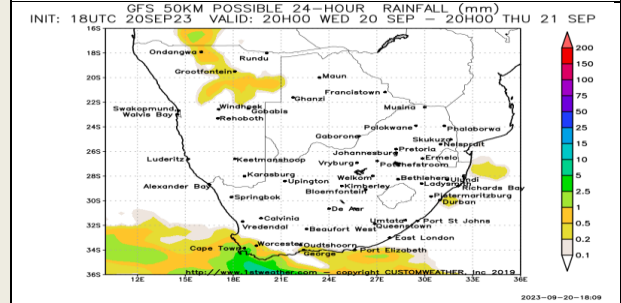 GFS 50KM POSSIBLE 24-HOUR RAINFALL (mm)
INIT: 18UTC 20SEP23 VALID: 20H00 WED 20 SEP – 20H00 THU 21 SEP
16S
18S
20S
22S
24S
26S
28S
30S
32S
34S
36S
Ondangwa
Rundu
Grootfontein
Maun
Francistown
Ghanzi
Musina
Swakopmund
Windhoek
Gobabis
Walvis Bay
Rehoboth
Polokwane
Phalaborwa
Gaborone
Skukuza
Nelspruit
Pretoria
Johannesburg
Ermelo
Luderitz
Keetmanshoop
Vryburg
Potchefstroom
Karasburg
Upington
Welkom
Bethlehem
Ulundi
Alexander Bay
Kimberley
Ladysmith
Richards Bay
Bloemfontein
Springbok
Pietermaritzburg
Durban
De Aar
Calvinia
Umtata
Port St Johns
Vredendal
Beaufort West
Queenstown
East London
Cape Town
Worcester
Oudtshoorn
George
Port Elizabeth
http://www.1stweather.com – copyright CUSTOMWEATHER, Inc 2019
12E 15E 18E 21E 24E 27E 30E 33E 36E
200
150
100
75
50
25
15
10
5
2.5
1
0.5
0.2
0.1
2023-09-20-18:09